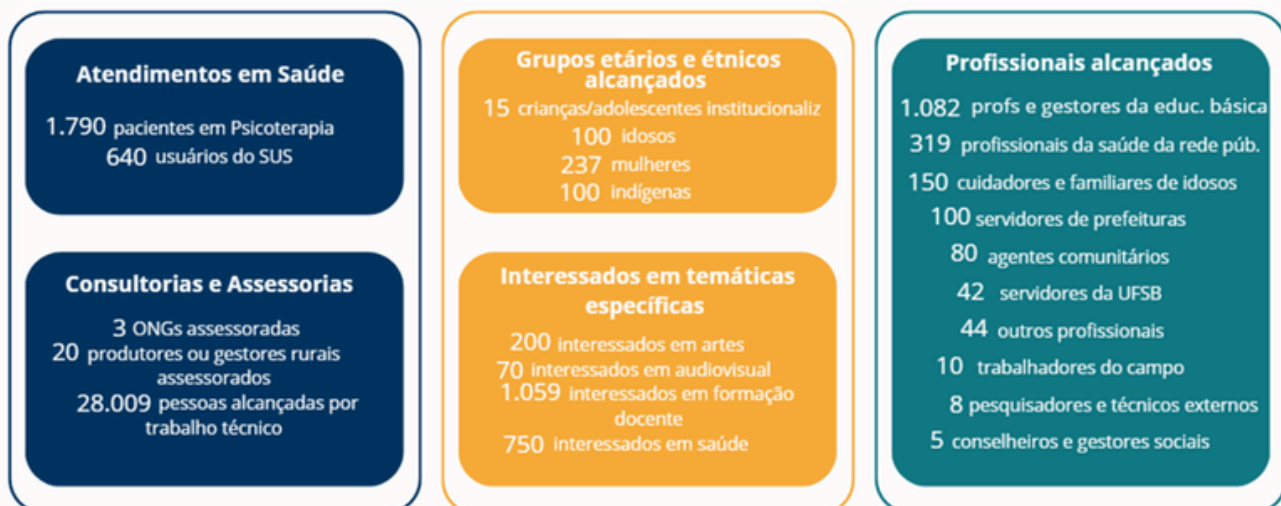 Atendimentos em Saúde
1.790 pacientes em Psicoterapia
640 usuários do SUS
Consultorias e Assessorias
3 ONGs assessoradas
20 produtores ou gestores rurais
assessorados
28.009 pessoas alcançadas por
trabalho técnico
Grupos etários e étnicos
alcançados
15 crianças/adolescentes institucionaliz
100 idosos
237 mulheres
100 indígenas
Interessados em temáticas
específicas
200 interessados em artes
70 interessados em audiovisual
1.059 interessados em formação
docente
750 interessados em saúde
Profissionais alcançados
1.082 profs e gestores da educ. básica
319 profissionais da saúde da rede púb.
150 cuidadores e familiares de idosos
100 servidores de prefeituras
80 agentes comunitários
42 servidores da UFSB
44 outros profissionais
10 trabalhadores do campo
8 pesquisadores e técnicos externos
5 conselheiros e gestores sociais